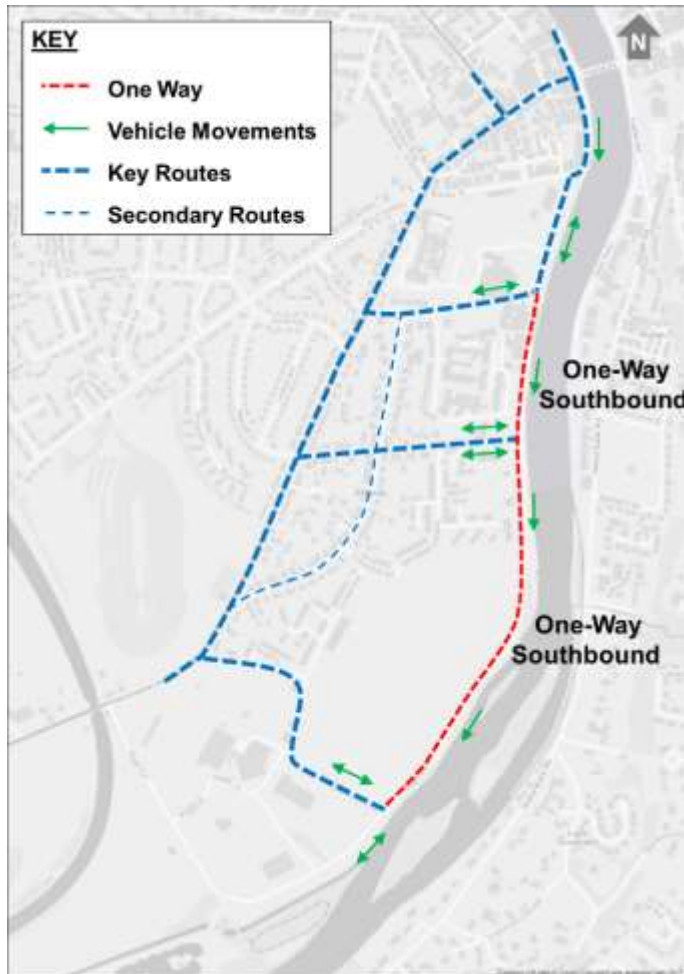 KEY
N
One Way
Vehicle Movements
Key Routes
Secondary Routes
One-Way
Southbound
One-Way
Southbound